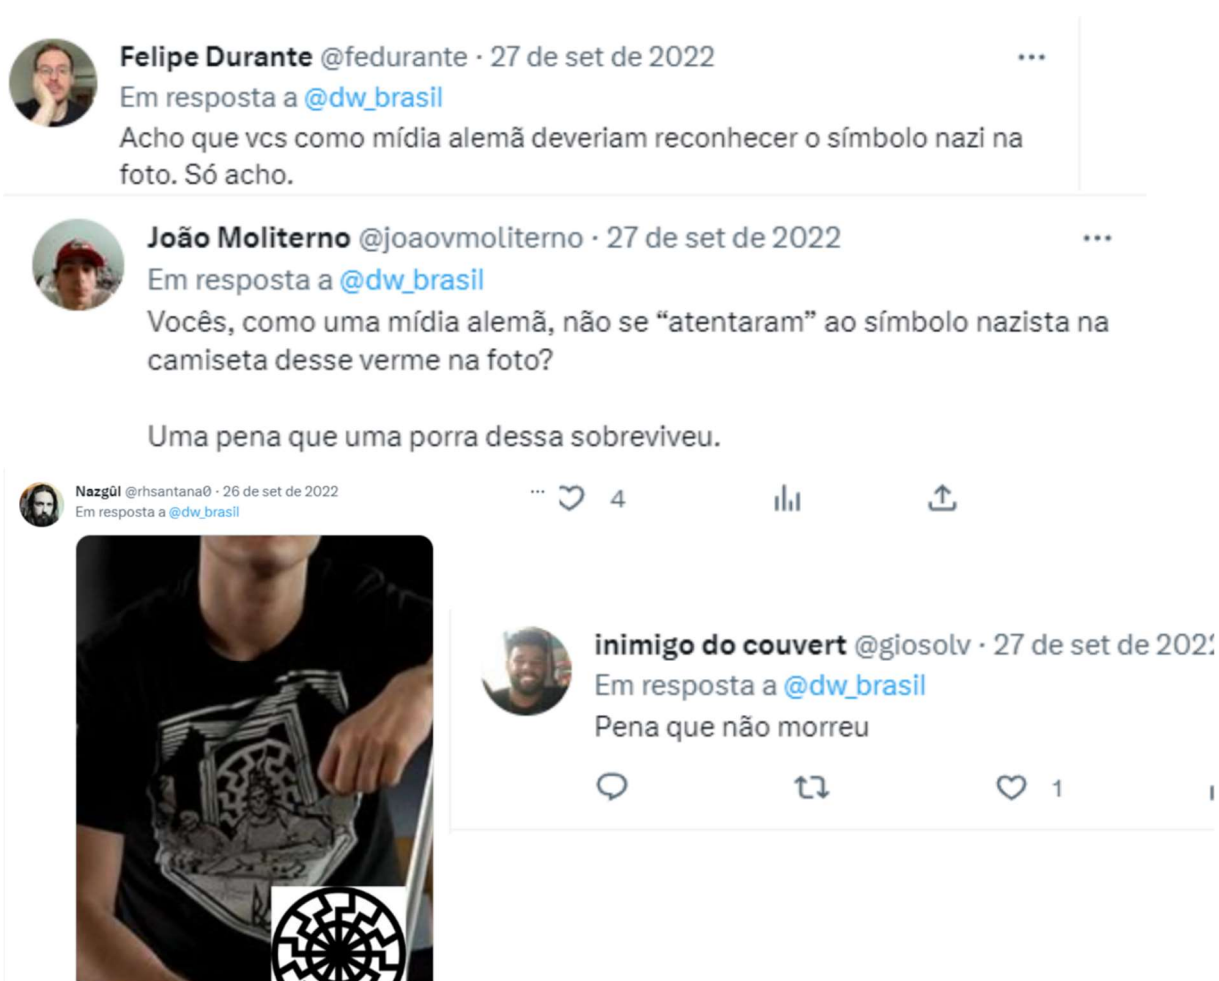 Felipe Durante @fedurante · 27 de set de 2022
Em resposta a @dw_brasil
Acho que vcs como mídia alemã deveriam reconhecer o símbolo nazi na
foto. Só acho.
João Moliterno @joaovmoliterno · 27 de set de 2022
Em resposta a @dw_brasil
Vocês, como uma mídia alemã, não se “atentaram” ao símbolo nazista na
camiseta desse verme na foto?
Uma pena que uma porra dessa sobreviveu.
4
Nazgûl @rhsantana0 · 26 de set de 2022
Em resposta a @dw_brasil
inimigo do couvert @giosolv · 27 de set de 202
Em resposta a @dw_brasil
Pena que não morreu
1